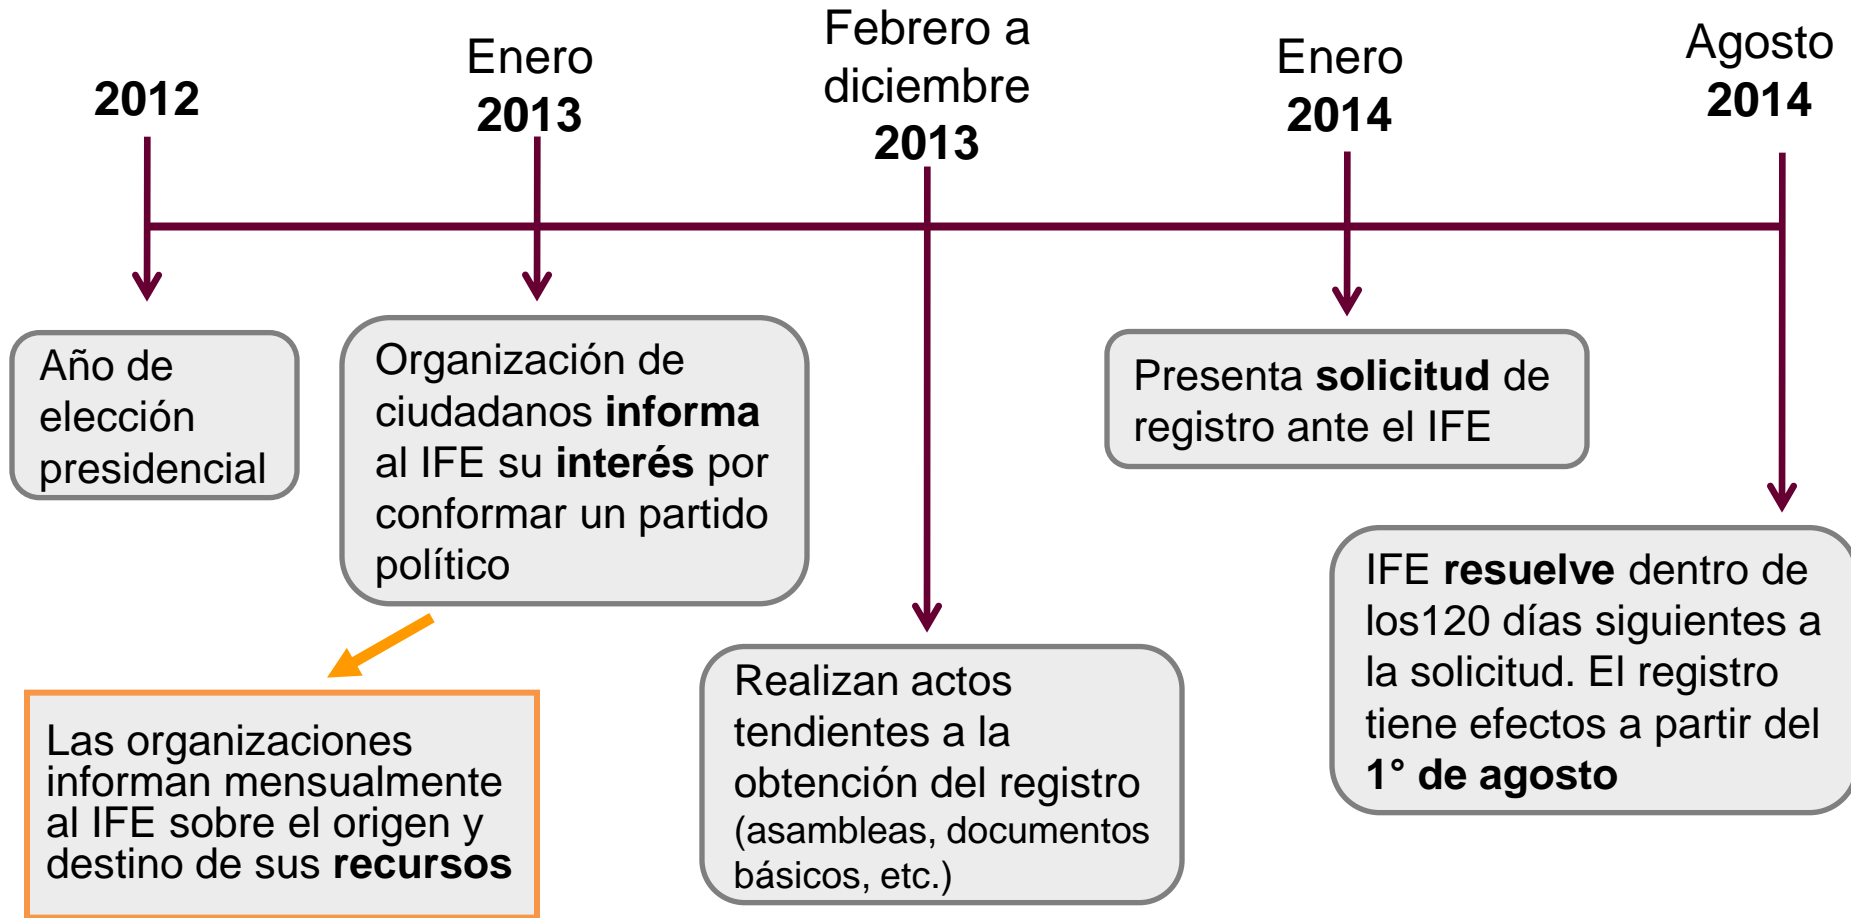 2012
Enero
2013
Febrero a
diciembre
2013
Enero
2014
Agosto
2014
Año de
elección
presidencial
Organización de
ciudadanos informa
al IFE su interés por
conformar un partido
político
Las organizaciones
informan mensualmente
al IFE sobre el origen y
destino de sus recursos
Realizan actos
tendientes a la
obtención del registro
(asambleas, documentos
básicos, etc.)
Presenta solicitud de
registro ante el IFE
IFE resuelve dentro de
los120 días siguientes a
la solicitud. El registro
tiene efectos a partir del
1° de agosto